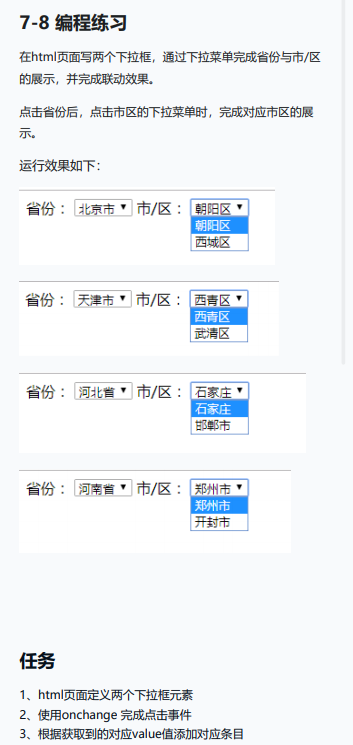 7-8 编程练习
在html页面写两个下拉框，通过下拉菜单完成省份与市/区
的展示，并完成联动效果。
点击省份后，点击市区的下拉菜单时，完成对应市区的展
示。
运行效果如下：
省份： 北京市 市/区： 朝阳区
朝阳区
西城区
省份： 天津市 市/区： 西青区
西青区
武清区
省份： 河北省 市/区： 石家庄
石家庄
邯郸市
省份： 河南省 市/区： 郑州市
郑州市
开封市
任务
1、html页面定义两个下拉框元素
2、使用onchange 完成点击事件
3、根据获取到的对应value值添加对应条目